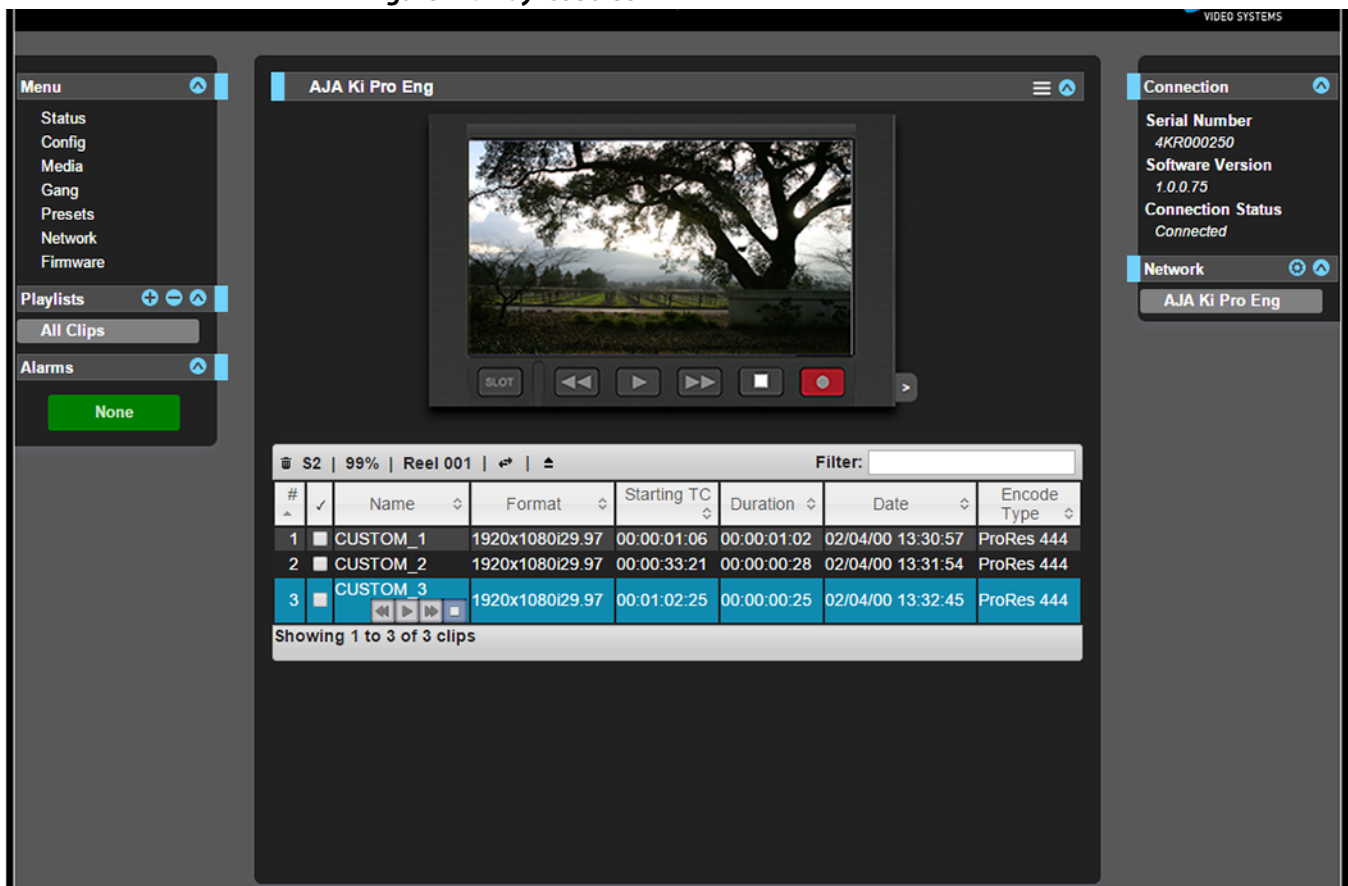 VIDEO SYSTEMS
Menu
Status
Config
Media
Gang
Presets
Network
Firmware
Playlists
All Clips
Alarms
None
AJA Ki Pro Eng
SLOT
>
S2 | 99% | Reel 001 | |
Filter:
# ✓ Name Format Starting TC Duration Date Encode Type
1 CUSTOM_1 1920x1080i29.97 00:00:01:06 00:00:01:02 02/04/00 13:30:57 ProRes 444
2 CUSTOM_2 1920x1080i29.97 00:00:33:21 00:00:00:28 02/04/00 13:31:54 ProRes 444
3 CUSTOM_3 1920x1080i29.97 00:01:02:25 00:00:00:25 02/04/00 13:32:45 ProRes 444
Showing 1 to 3 of 3 clips
Connection
Serial Number
4KR000250
Software Version
1.0.0.75
Connection Status
Connected
Network
AJA Ki Pro Eng